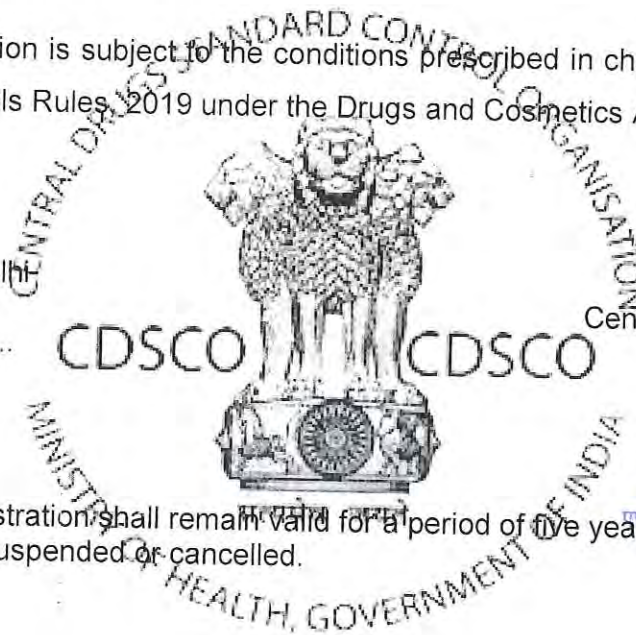 ion is subject to the conditions prescribed in ch
ls Rules, 2019 under the Drugs and Cosmetics A
CENTRAL DRUGS STANDARD CONTROL ORGANISATION
lhi
Cen
..
CDSCO CDSCO
stration shall remain valid for a period of five yea
uspended or cancelled.
MINISTRY OF HEALTH, GOVERNMENT OF INDIA